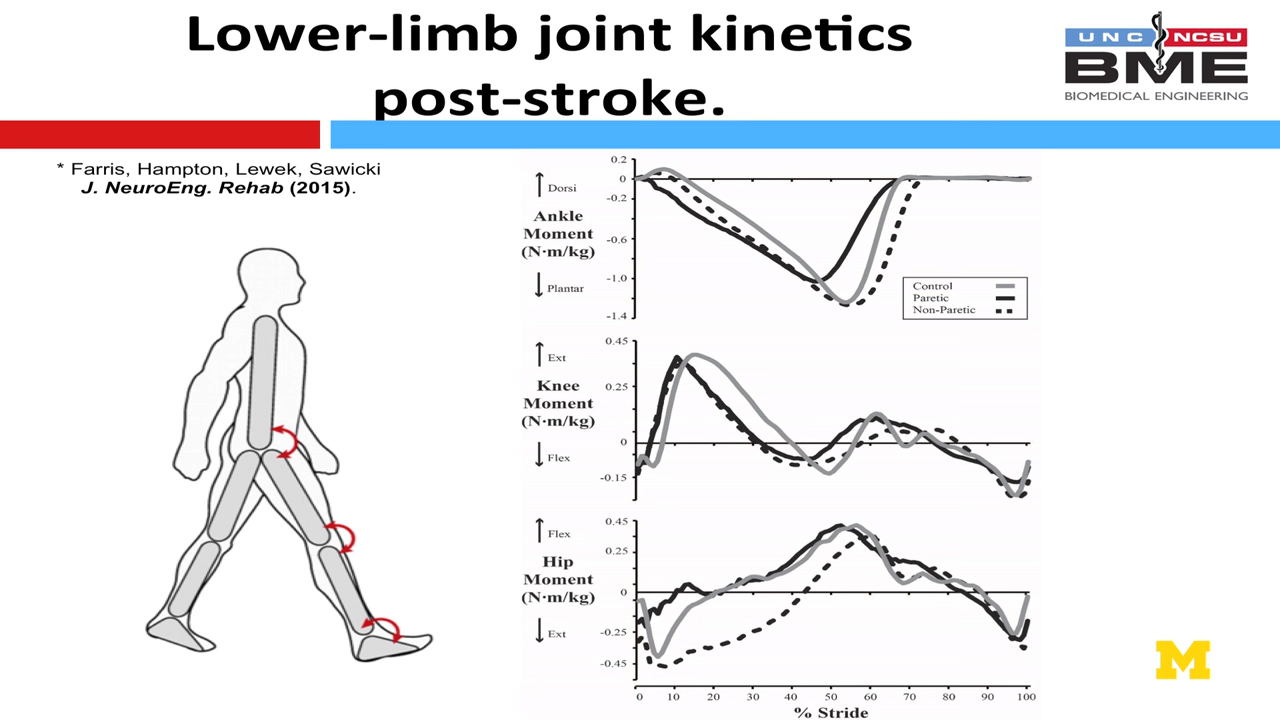 Lower-limb joint kinetics
post-stroke.
UNC NCSU
BME
BIOMEDICAL ENGINEERING
* Farris, Hampton, Lewek, Sawicki
J. NeuroEng. Rehab (2015).
0.2
0
-0.2
-0.6
-1.0
-1.4
Dorsi
Ankle
Moment
(N·m/kg)
Plantar
Control
Paretic
Non-Paretic
0.45
0.25
0
-0.15
Ext
Knee
Moment
(N·m/kg)
Flex
0.45
0.25
0
-0.25
-0.45
Flex
Hip
Moment
(N·m/kg)
Ext
0 10 20 30 40 50 60 70 80 90 100
% Stride
M